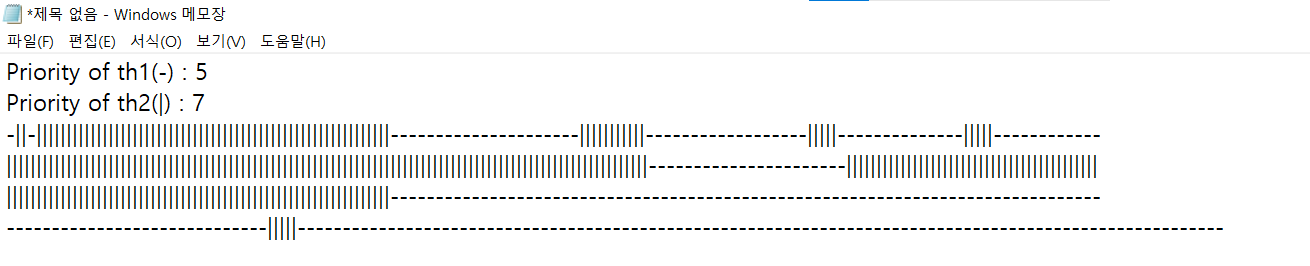 *제목 없음 - Windows 메모장
파일(F) 편집(E) 서식(O) 보기(V) 도움말(H)
Priority of th1(-) : 5
Priority of th2(|) : 7
-||-|||||||||||||||||||||||||||||||||||||||||||||||||||||||||||---------------------|||||||||||------------------|||||--------------|||||------------
|||||||||||||||||||||||||||||||||||||||||||||||||||||||||||||||||||||||||||||||||||||||||||||||||||||||||||----------------------||||||||||||||||||||||||||||||||||||||||||
||||||||||||||||||||||||||||||||||||||||||||||||||||||||||||||||-------------------------------------------------------------------------------
-----------------------------|||||-------------------------------------------------------------------------------------------------------